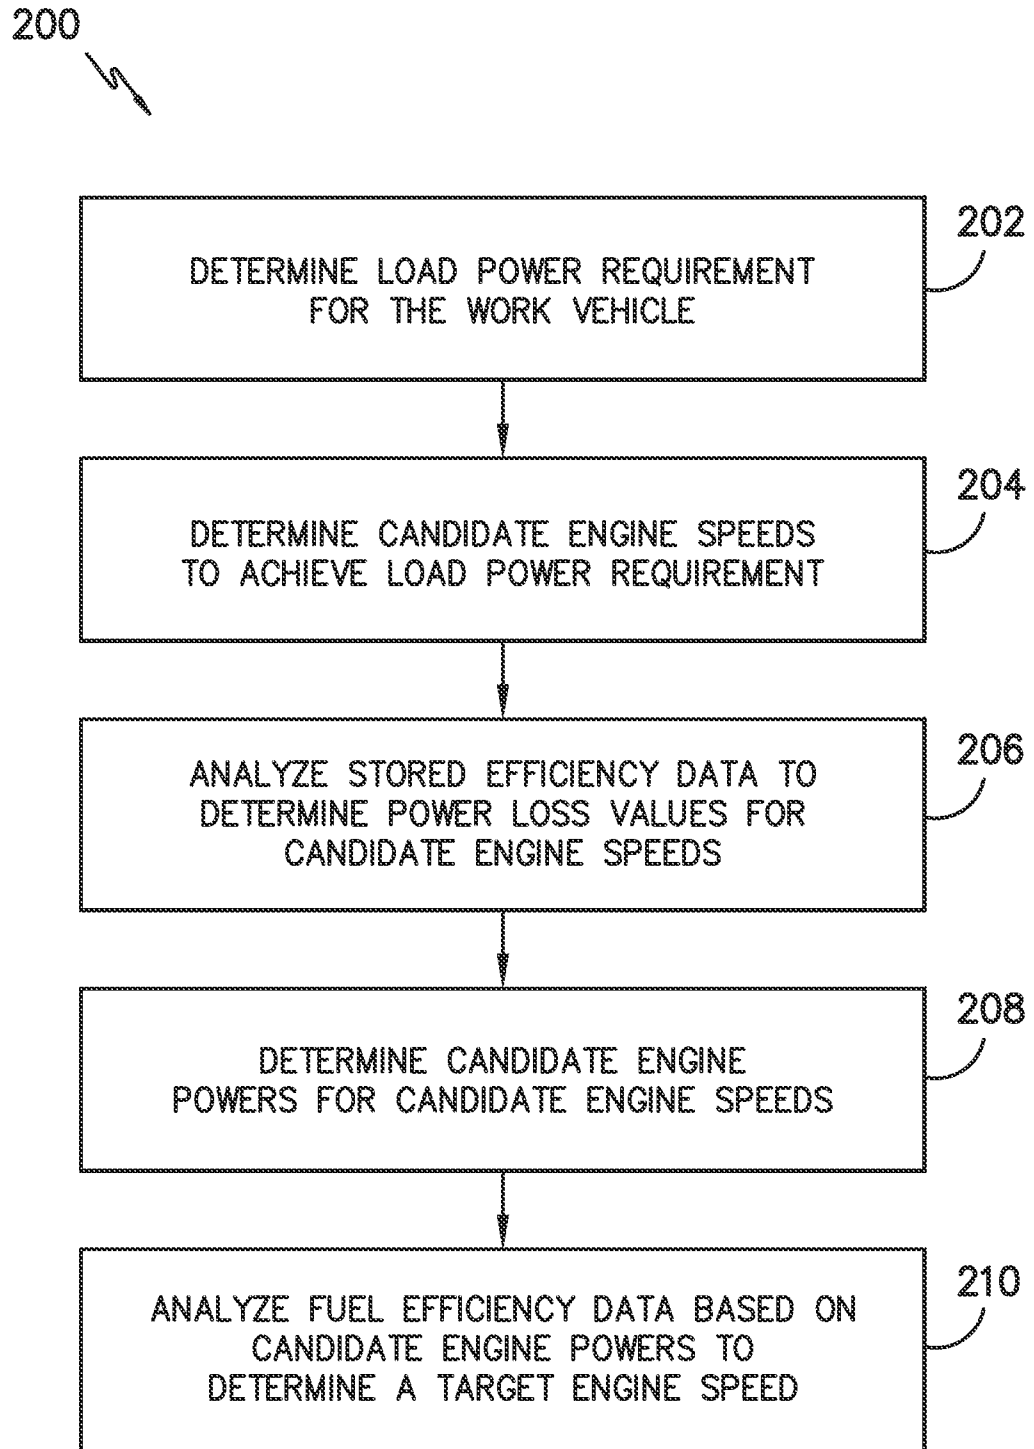 200
202
DETERMINE LOAD POWER REQUIREMENT
FOR THE WORK VEHICLE
204
DETERMINE CANDIDATE ENGINE SPEEDS
TO ACHIEVE LOAD POWER REQUIREMENT
206
ANALYZE STORED EFFICIENCY DATA TO
DETERMINE POWER LOSS VALUES FOR
CANDIDATE ENGINE SPEEDS
208
DETERMINE CANDIDATE ENGINE
POWERS FOR CANDIDATE ENGINE SPEEDS
210
ANALYZE FUEL EFFICIENCY DATA BASED ON
CANDIDATE ENGINE POWERS TO
DETERMINE A TARGET ENGINE SPEED